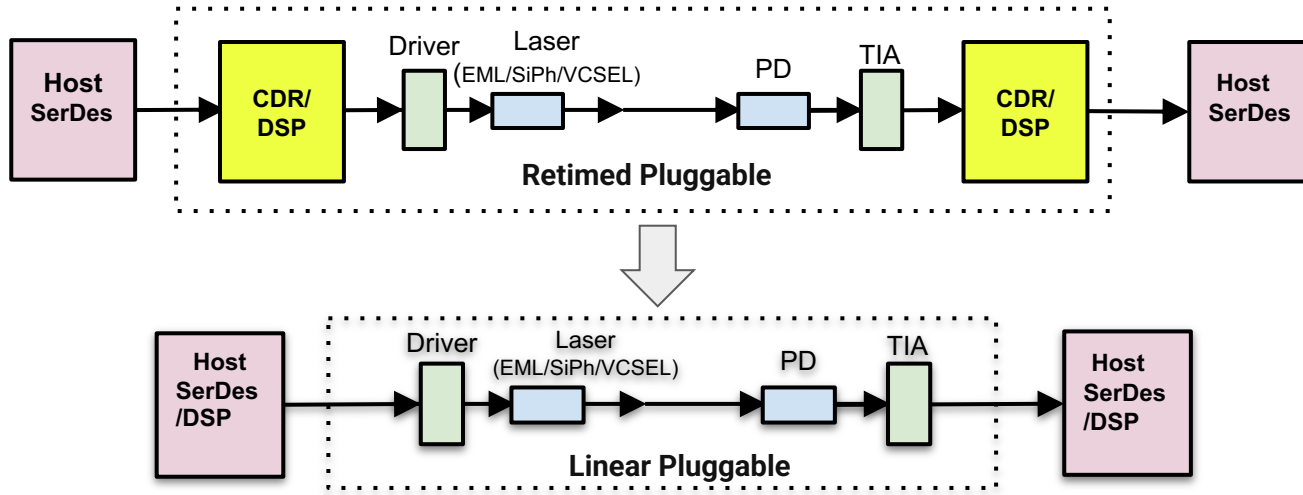 Driver
Laser
(EML/SiPh/VCSEL)
PD
TIA
Host
SerDes
CDR/
DSP
CDR/
DSP
Host
SerDes
Retimed Pluggable
Driver
Laser
(EML/SiPh/VCSEL)
PD
TIA
Host
SerDes
/DSP
Host
SerDes
/DSP
Linear Pluggable